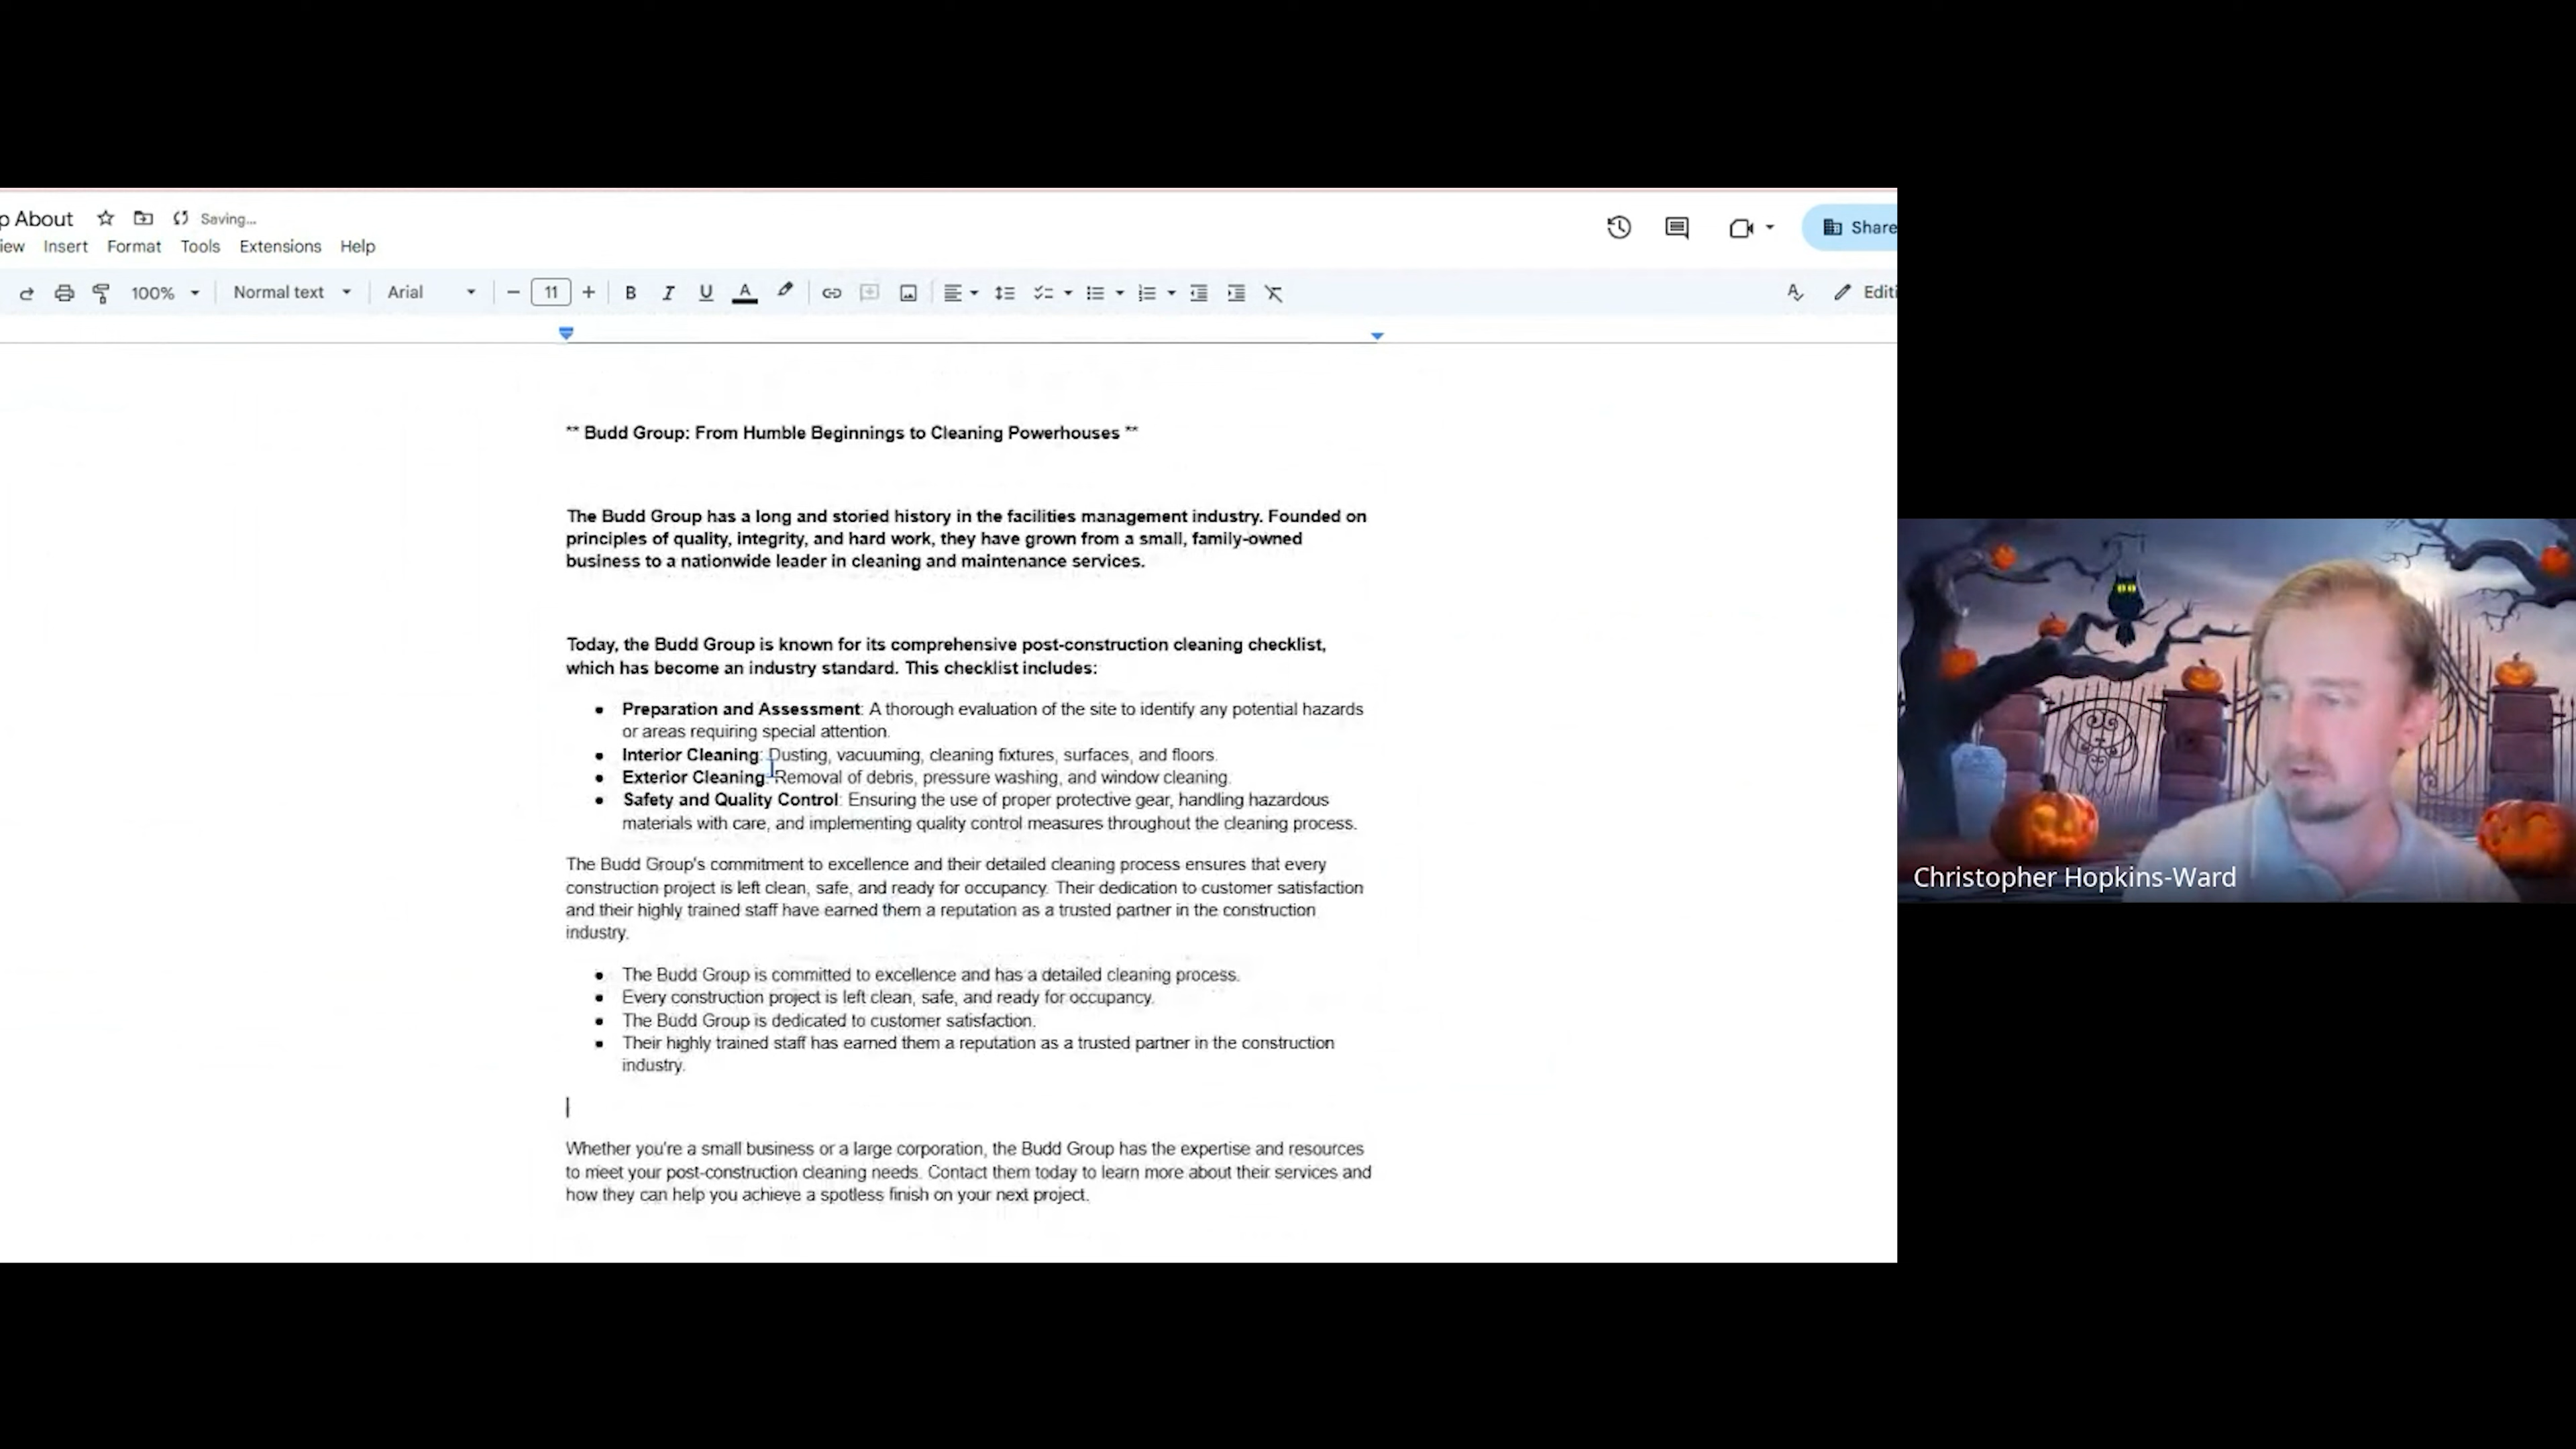 p About Saving...
iew Insert Format Tools Extensions Help
Share
100% Normal text Arial 11 B I U A Editi
** Budd Group: From Humble Beginnings to Cleaning Powerhouses **
The Budd Group has a long and storied history in the facilities management industry. Founded on
principles of quality, integrity, and hard work, they have grown from a small, family-owned
business to a nationwide leader in cleaning and maintenance services.
Today, the Budd Group is known for its comprehensive post-construction cleaning checklist,
which has become an industry standard. This checklist includes:
● Preparation and Assessment: A thorough evaluation of the site to identify any potential hazards
or areas requiring special attention.
● Interior Cleaning: Dusting, vacuuming, cleaning fixtures, surfaces, and floors.
● Exterior Cleaning: Removal of debris, pressure washing, and window cleaning.
● Safety and Quality Control: Ensuring the use of proper protective gear, handling hazardous
materials with care, and implementing quality control measures throughout the cleaning process.
The Budd Group's commitment to excellence and their detailed cleaning process ensures that every
construction project is left clean, safe, and ready for occupancy. Their dedication to customer satisfaction
and their highly trained staff have earned them a reputation as a trusted partner in the construction
industry.
● The Budd Group is committed to excellence and has a detailed cleaning process.
● Every construction project is left clean, safe, and ready for occupancy.
● The Budd Group is dedicated to customer satisfaction.
● Their highly trained staff has earned them a reputation as a trusted partner in the construction
industry.
Whether you're a small business or a large corporation, the Budd Group has the expertise and resources
to meet your post-construction cleaning needs. Contact them today to learn more about their services and
how they can help you achieve a spotless finish on your next project.
Christopher Hopkins-Ward